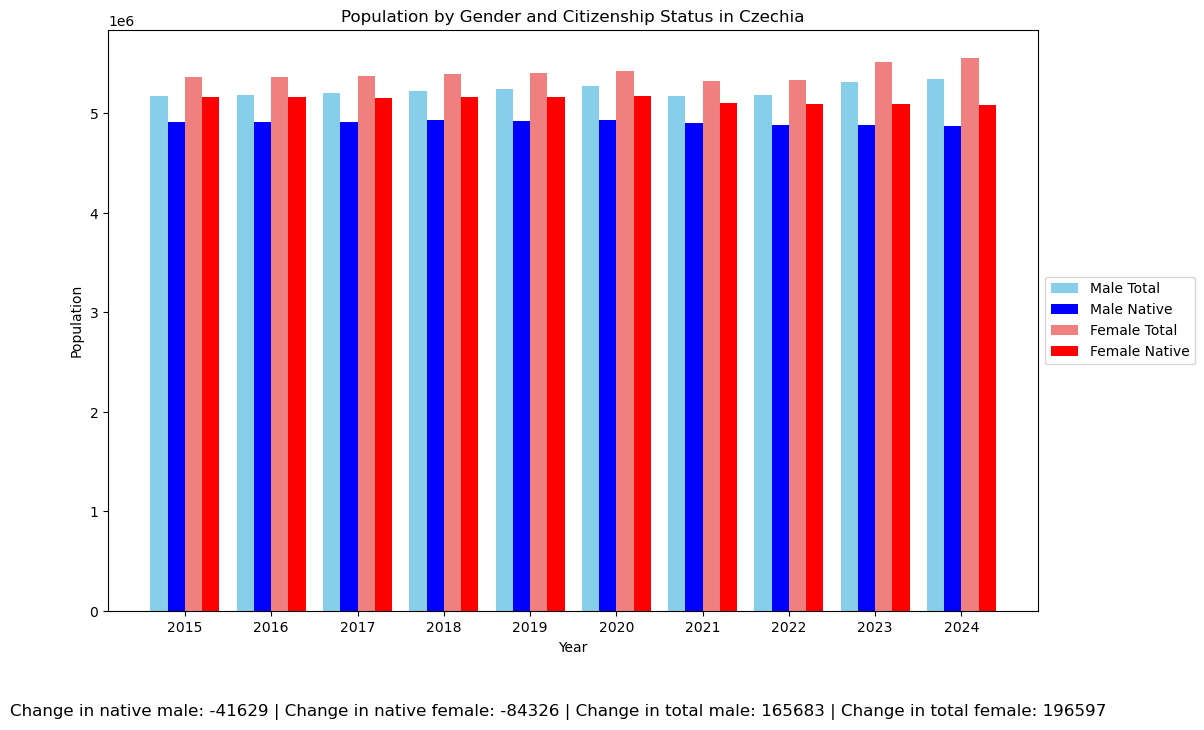 Population by Gender and Citizenship Status in Czechia
1e6
5
4
3
2
1
0
Population
2015 2016 2017 2018 2019 2020 2021 2022 2023 2024
Year
Male Total
Male Native
Female Total
Female Native
Change in native male: -41629 | Change in native female: -84326 | Change in total male: 165683 | Change in total female: 196597